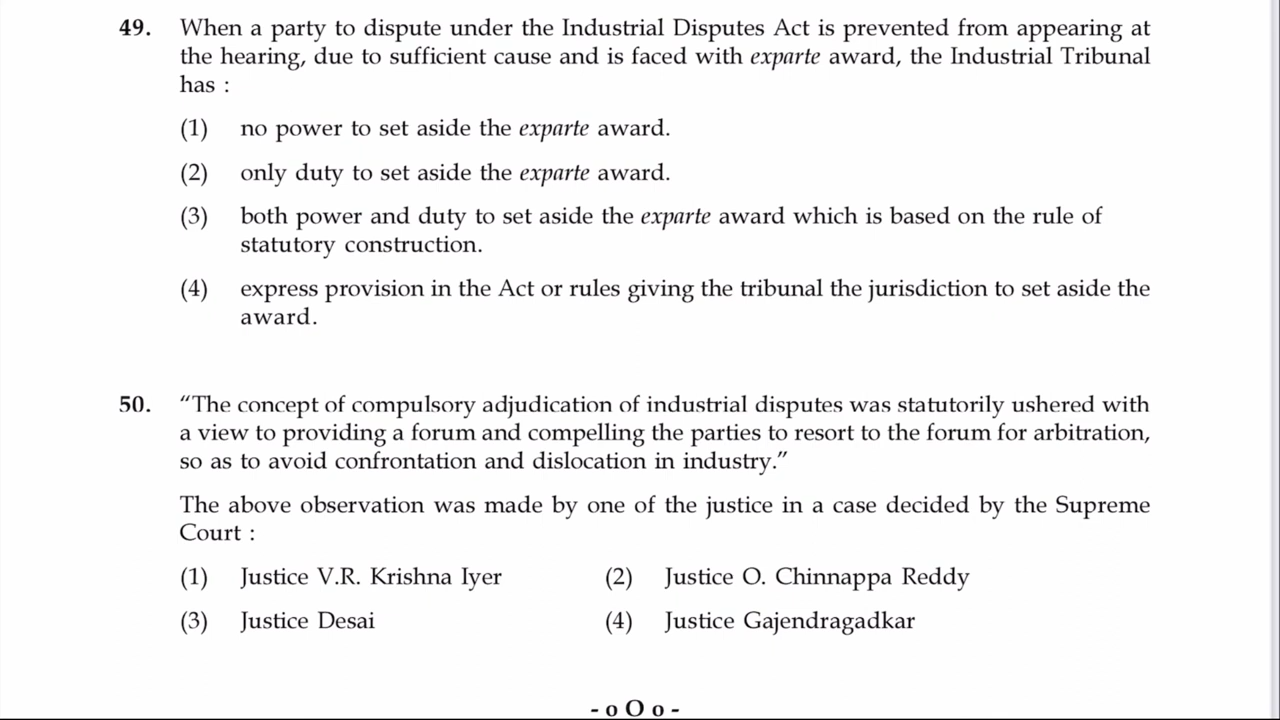 49. When a party to dispute under the Industrial Disputes Act is prevented from appearing at
the hearing, due to sufficient cause and is faced with exparte award, the Industrial Tribunal
has :
(1) no power to set aside the exparte award.
(2) only duty to set aside the exparte award.
(3) both power and duty to set aside the exparte award which is based on the rule of
statutory construction.
(4) express provision in the Act or rules giving the tribunal the jurisdiction to set aside the
award.
50. “The concept of compulsory adjudication of industrial disputes was statutorily ushered with
a view to providing a forum and compelling the parties to resort to the forum for arbitration,
so as to avoid confrontation and dislocation in industry.”
The above observation was made by one of the justice in a case decided by the Supreme
Court :
(1) Justice V.R. Krishna Iyer (2) Justice O. Chinnappa Reddy
(3) Justice Desai (4) Justice Gajendragadkar
- o O o -